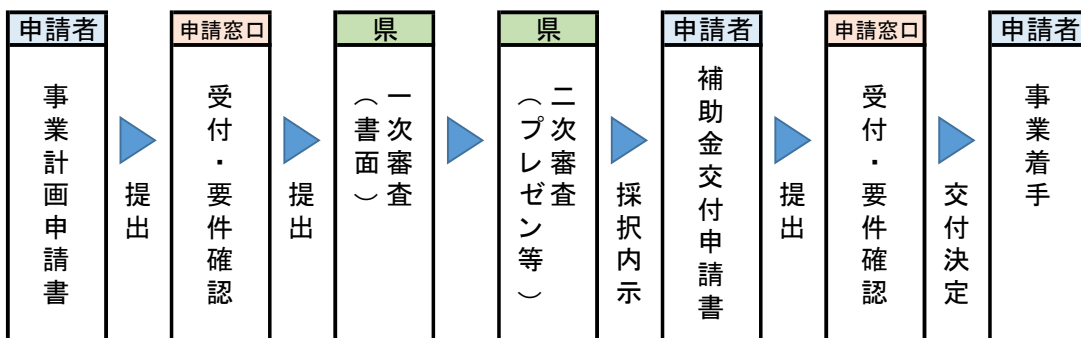 申請者
事業計画申請書
提出
申請窓口
受付・要件確認
提出
県
一次審査
（書面）
県
二次審査
（プレゼン等）
採択内示
申請者
補助金交付申請書
提出
申請窓口
受付・要件確認
交付決定
申請者
事業着手